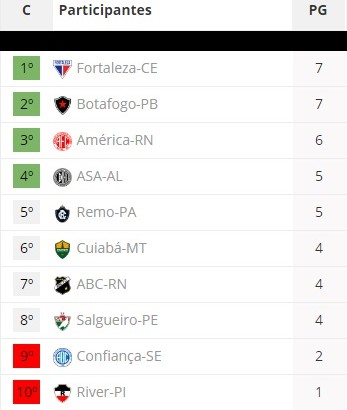 C Participantes PG
1º Fortaleza-CE 7
2º Botafogo-PB 7
3º América-RN 6
4º ASA-AL 5
5º Remo-PA 5
6º Cuiabá-MT 4
7º ABC-RN 4
8º Salgueiro-PE 4
9º Confiança-SE 2
10º River-PI 1